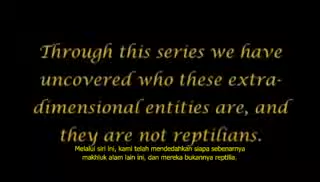 Through this series we have
uncovered who these extra-
dimensional entities are, and
they are not reptilians.
Melalui siri ini, kami telah mendedahkan siapa sebenarnya
makhluk alam lain ini, dan mereka bukannya reptilia.